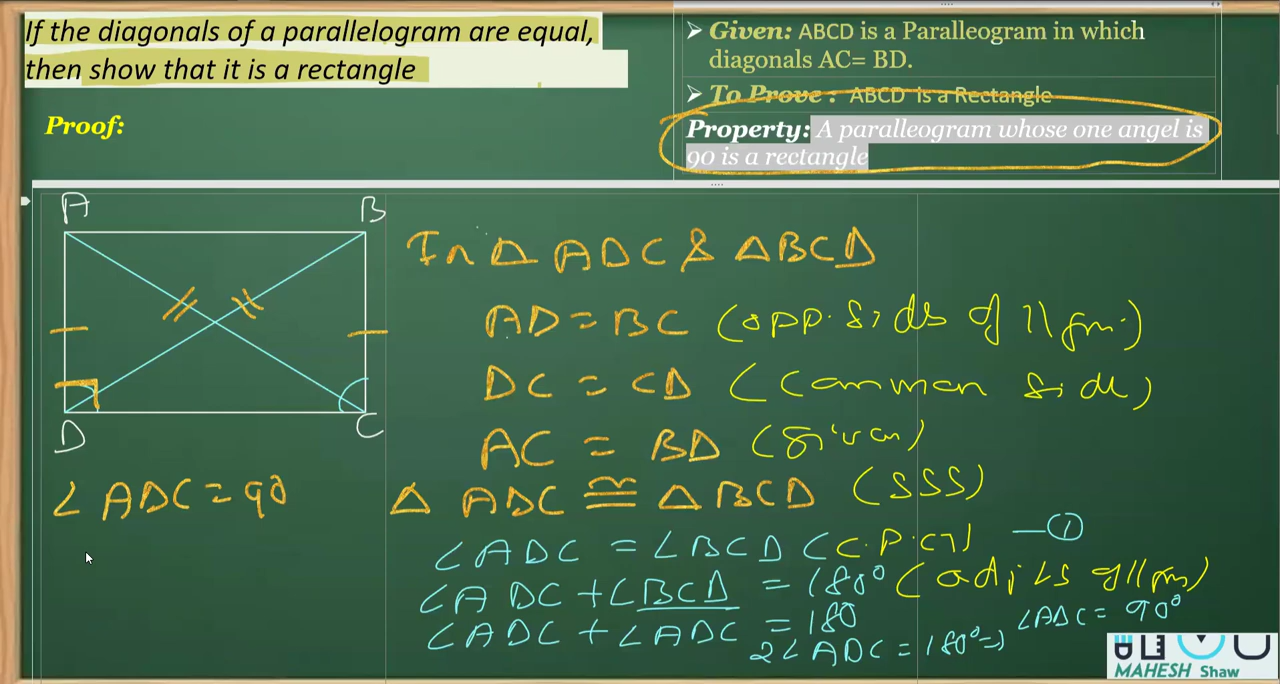 If the diagonals of a parallelogram are equal,
then show that it is a rectangle
➢ Given: ABCD is a Paralleogram in which
diagonals AC= BD.
➢ To Prove : ABCD is a Rectangle
Property: A paralleogram whose one angel is
90 is a rectangle
Proof:
A B
D C
∠ ADC = 90
In △ ADC & △BCD
AD = BC (opp. Sides of ||gm.)
DC = CD (Common Side)
AC = BD (Given)
△ ADC ≅ △ BCD (SSS)
∠ADC = ∠BCD (C.P.CT) —①
∠ADC + ∠BCD = 180° (adj ∠s of ||gm)
∠ADC + ∠ADC = 180
2∠ADC = 180° => ∠ADC = 90°
MAHESH Shaw